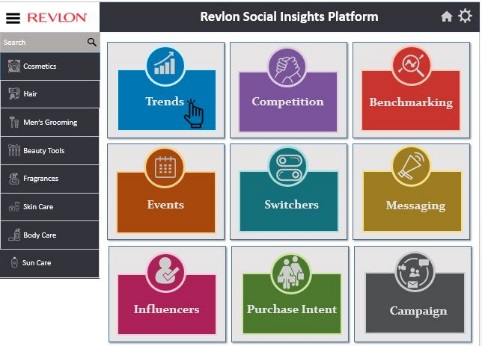 REVLON
Revlon Social Insights Platform
Search
Cosmetics
Hair
Men's Grooming
Beauty Tools
Fragrances
Skin Care
Body Care
Sun Care
Trends
Competition
Benchmarking
Events
Switchers
Messaging
Influencers
Purchase Intent
Campaign